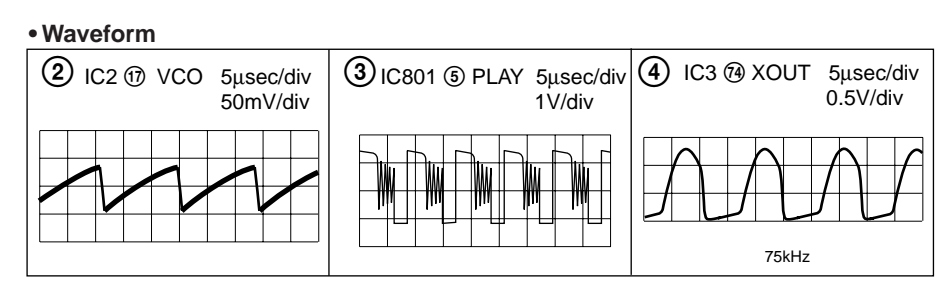 • Waveform
② IC2 ⑰ VCO 5μsec/div
50mV/div
③ IC801 ⑤ PLAY 5μsec/div
1V/div
④ IC3 74 XOUT 5μsec/div
0.5V/div
75kHz